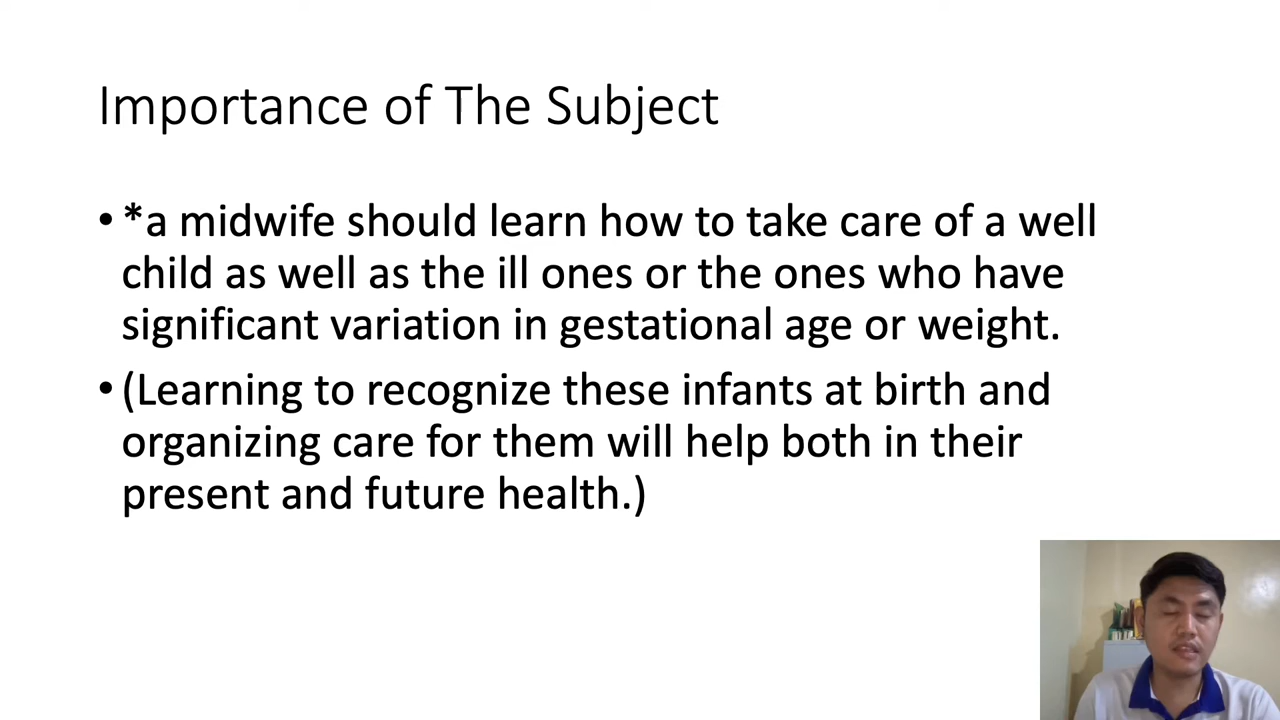 Importance of The Subject
• *a midwife should learn how to take care of a well
child as well as the ill ones or the ones who have
significant variation in gestational age or weight.
• (Learning to recognize these infants at birth and
organizing care for them will help both in their
present and future health.)